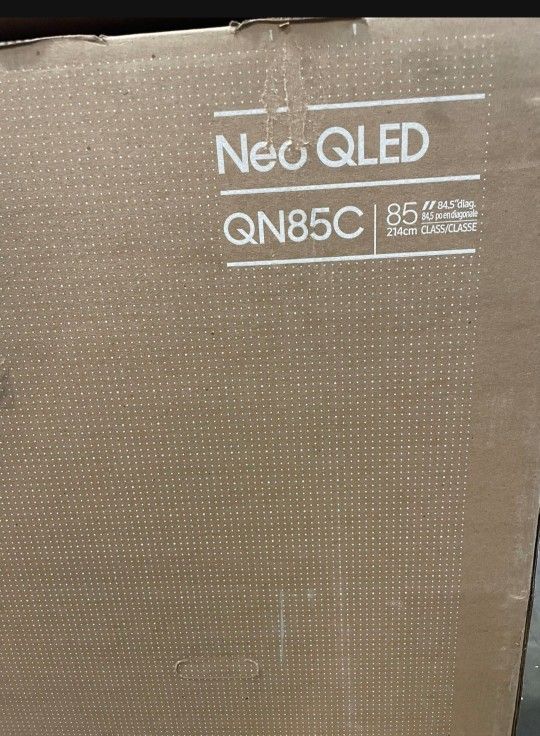 Neo QLED
QN85C
85" 84.5"diag.
84,5 po en diagonale
214cm CLASS/CLASSE